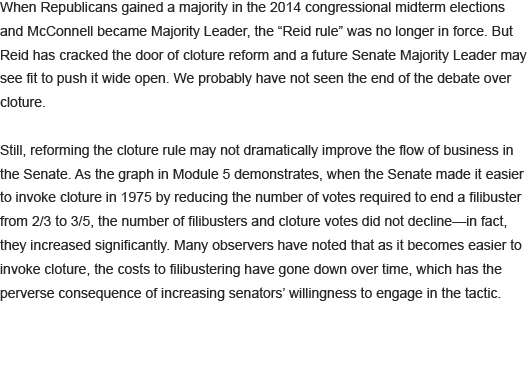 When Republicans gained a majority in the 2014 congressional midterm elections
and McConnell became Majority Leader, the “Reid rule” was no longer in force. But
Reid has cracked the door of cloture reform and a future Senate Majority Leader may
see fit to push it wide open. We probably have not seen the end of the debate over
cloture.
Still, reforming the cloture rule may not dramatically improve the flow of business in
the Senate. As the graph in Module 5 demonstrates, when the Senate made it easier
to invoke cloture in 1975 by reducing the number of votes required to end a filibuster
from 2/3 to 3/5, the number of filibusters and cloture votes did not decline—in fact,
they increased significantly. Many observers have noted that as it becomes easier to
invoke cloture, the costs to filibustering have gone down over time, which has the
perverse consequence of increasing senators’ willingness to engage in the tactic.